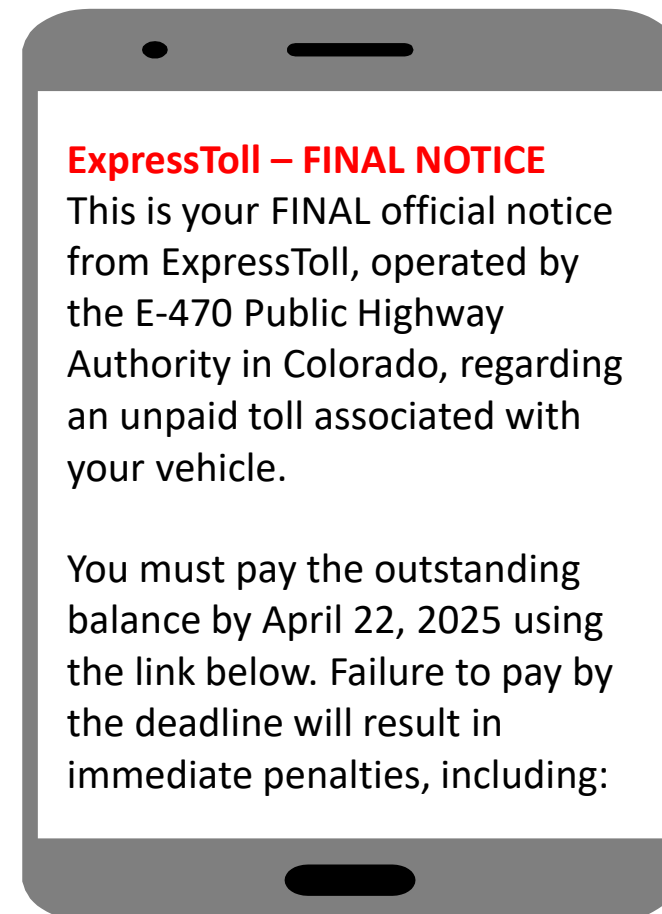 ExpressToll – FINAL NOTICE
This is your FINAL official notice
from ExpressToll, operated by
the E-470 Public Highway
Authority in Colorado, regarding
an unpaid toll associated with
your vehicle.
You must pay the outstanding
balance by April 22, 2025 using
the link below. Failure to pay by
the deadline will result in
immediate penalties, including: